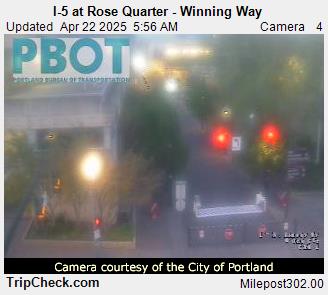 I-5 at Rose Quarter - Winning Way
Updated Apr 22 2025 5:56 AM Camera 4
PBOT
PORTLAND BUREAU OF TRANSPORTATION
Camera courtesy of the City of Portland
TripCheck.com Milepost302.00